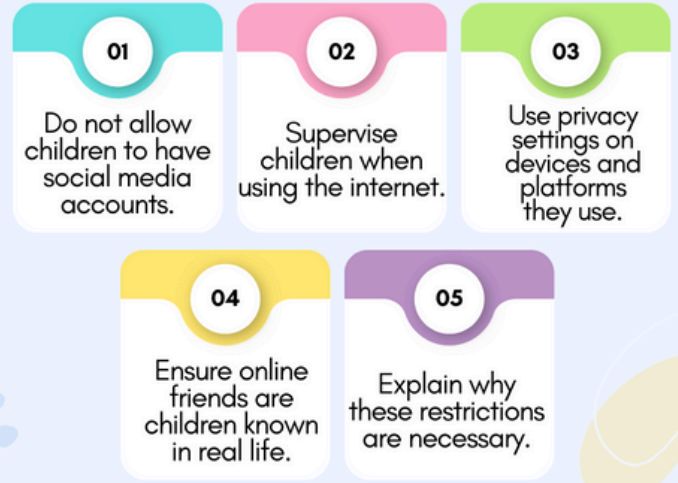 01
Do not allow
children to have
social media
accounts.
02
Supervise
children when
using the internet.
03
Use privacy
settings on
devices and
platforms
they use.
04
Ensure online
friends are
children known
in real life.
05
Explain why
these restrictions
are necessary.